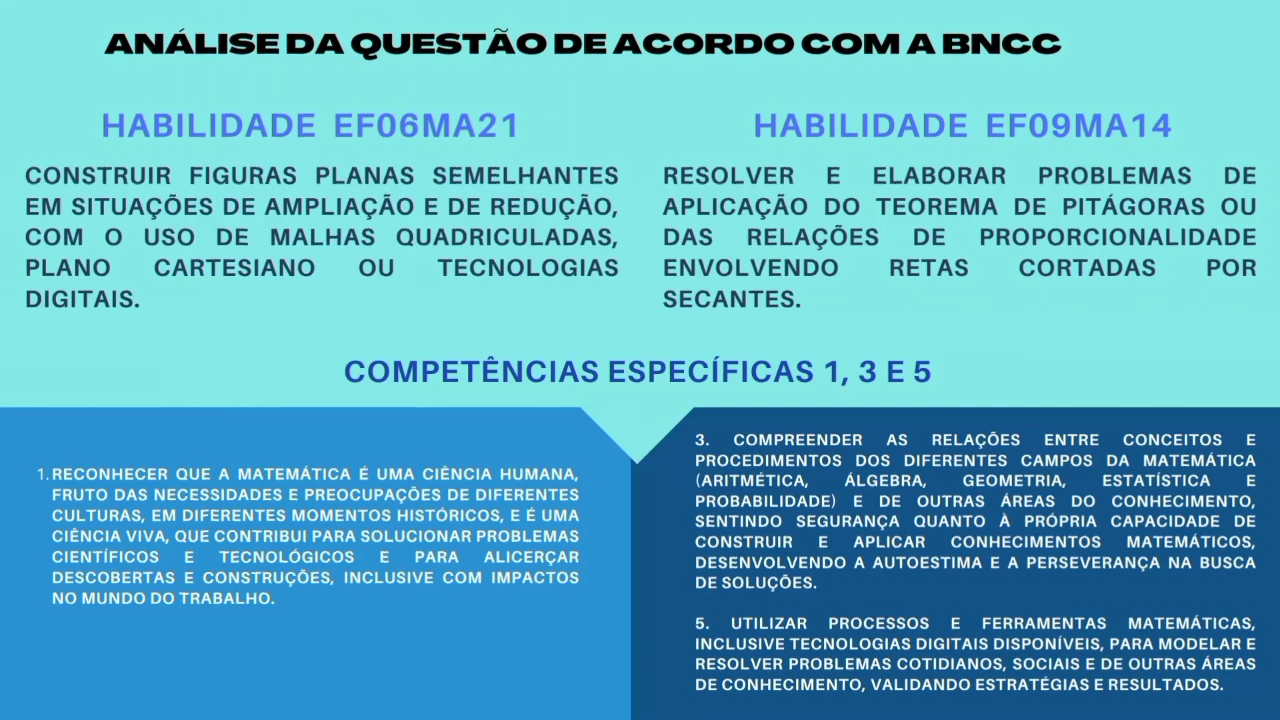 ANÁLISE DA QUESTÃO DE ACORDO COM A BNCC
HABILIDADE EF06MA21
CONSTRUIR FIGURAS PLANAS SEMELHANTES
EM SITUAÇÕES DE AMPLIAÇÃO E DE REDUÇÃO,
COM O USO DE MALHAS QUADRICULADAS,
PLANO CARTESIANO OU TECNOLOGIAS
DIGITAIS.
HABILIDADE EF09MA14
RESOLVER E ELABORAR PROBLEMAS DE
APLICAÇÃO DO TEOREMA DE PITÁGORAS OU
DAS RELAÇÕES DE PROPORCIONALIDADE
ENVOLVENDO RETAS CORTADAS POR
SECANTES.
COMPETÊNCIAS ESPECÍFICAS 1, 3 E 5
1. RECONHECER QUE A MATEMÁTICA É UMA CIÊNCIA HUMANA,
FRUTO DAS NECESSIDADES E PREOCUPAÇÕES DE DIFERENTES
CULTURAS, EM DIFERENTES MOMENTOS HISTÓRICOS, E É UMA
CIÊNCIA VIVA, QUE CONTRIBUI PARA SOLUCIONAR PROBLEMAS
CIENTÍFICOS E TECNOLÓGICOS E PARA ALICERÇAR
DESCOBERTAS E CONSTRUÇÕES, INCLUSIVE COM IMPACTOS
NO MUNDO DO TRABALHO.
3. COMPREENDER AS RELAÇÕES ENTRE CONCEITOS E
PROCEDIMENTOS DOS DIFERENTES CAMPOS DA MATEMÁTICA
(ARITMÉTICA, ÁLGEBRA, GEOMETRIA, ESTATÍSTICA E
PROBABILIDADE) E DE OUTRAS ÁREAS DO CONHECIMENTO,
SENTINDO SEGURANÇA QUANTO À PRÓPRIA CAPACIDADE DE
CONSTRUIR E APLICAR CONHECIMENTOS MATEMÁTICOS,
DESENVOLVENDO A AUTOESTIMA E A PERSEVERANÇA NA BUSCA
DE SOLUÇÕES.
5. UTILIZAR PROCESSOS E FERRAMENTAS MATEMÁTICAS,
INCLUSIVE TECNOLOGIAS DIGITAIS DISPONÍVEIS, PARA MODELAR E
RESOLVER PROBLEMAS COTIDIANOS, SOCIAIS E DE OUTRAS ÁREAS
DE CONHECIMENTO, VALIDANDO ESTRATÉGIAS E RESULTADOS.